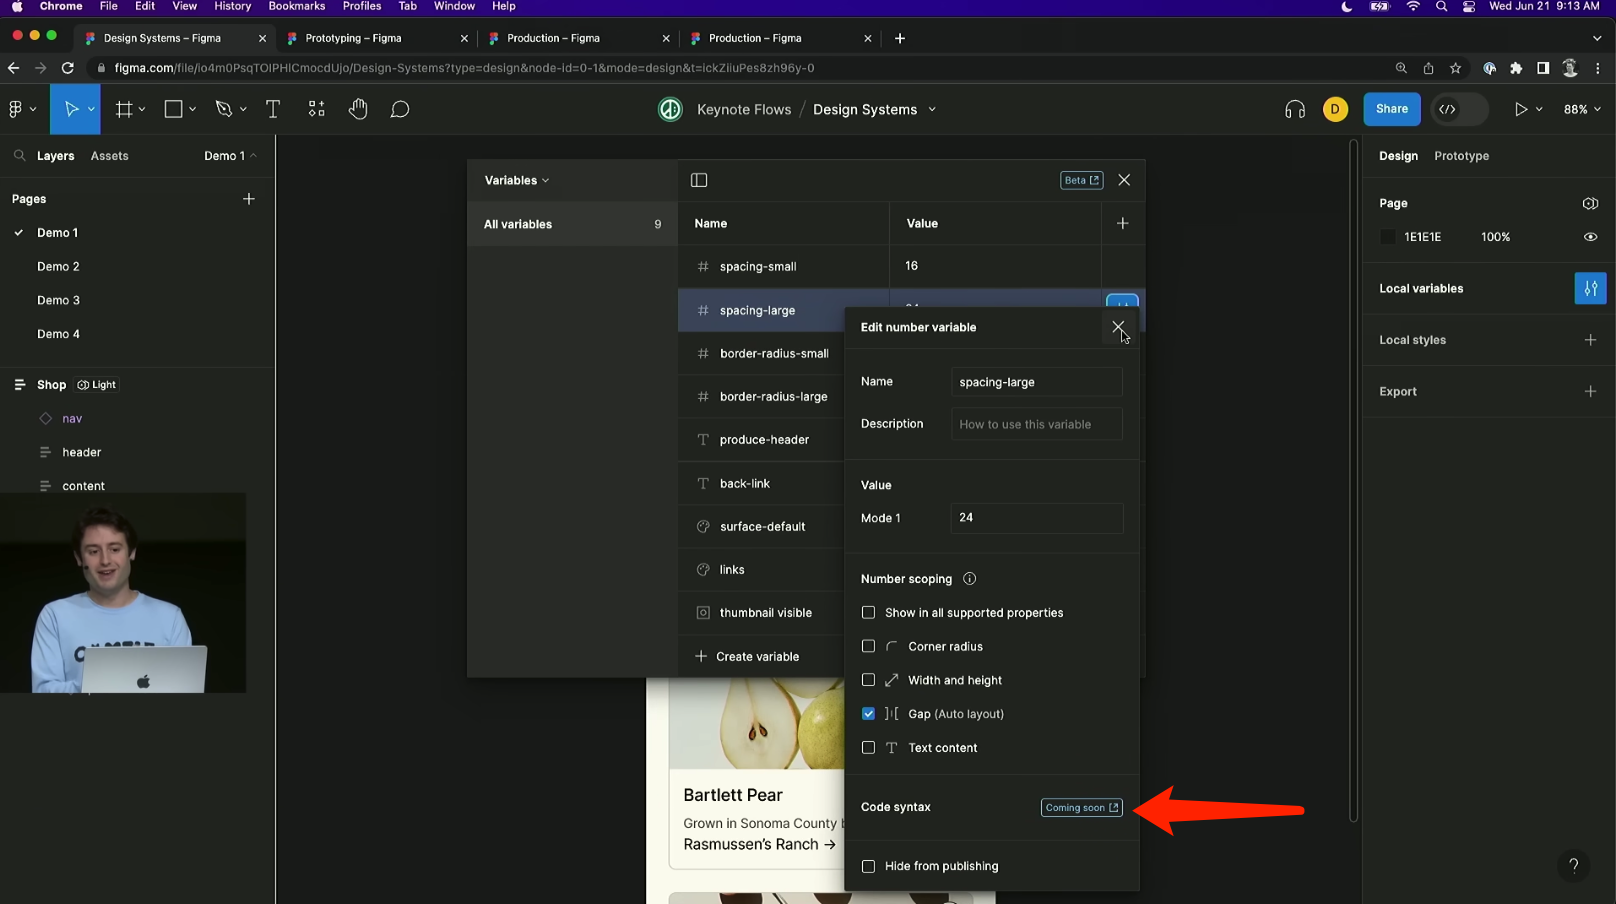 Chrome File Edit View History Bookmarks Profiles Tab Window Help Wed Jun 21 9:13 AM
Design Systems – Figma Prototyping – Figma Production – Figma Production – Figma
figma.com/file/io4m0PsqTOIPHlCmocdUjo/Design-Systems?type=design&node-id=0-1&mode=design&t=ickZiiuPes8zh96y-0
Keynote Flows / Design Systems D Share 88%
Layers Assets Demo 1
Pages
Demo 1
Demo 2
Demo 3
Demo 4
Shop Light
nav
header
content
Variables Beta
All variables 9
Name Value
spacing-small 16
spacing-large
border-radius-small
border-radius-large
produce-header
back-link
surface-default
links
thumbnail visible
Create variable
Edit number variable
Name spacing-large
Description How to use this variable
Value
Mode 1 24
Number scoping
Show in all supported properties
Corner radius
Width and height
Gap (Auto layout)
Text content
Code syntax Coming soon
Hide from publishing
Bartlett Pear
Grown in Sonoma County
Rasmussen's Ranch →
Design Prototype
Page
1E1E1E 100%
Local variables
Local styles
Export
?